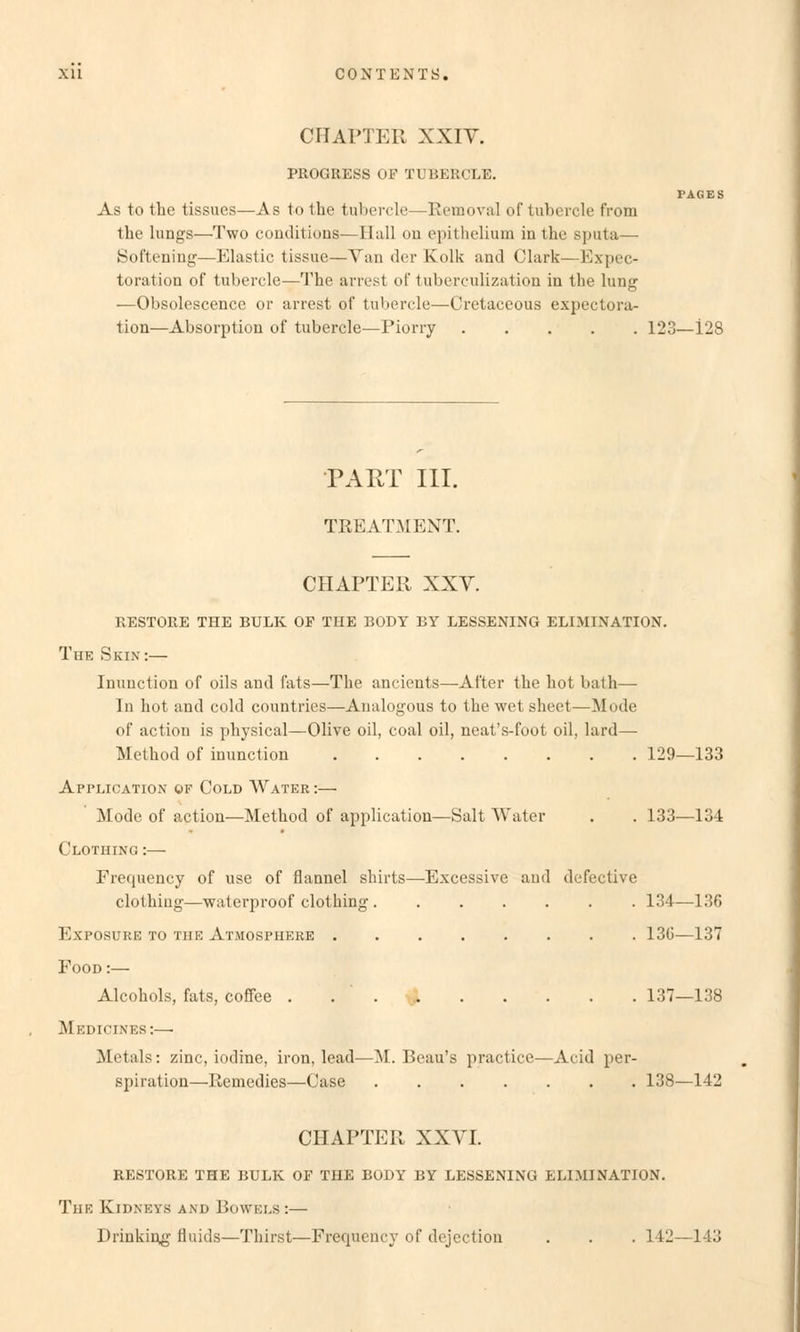 xii CONTENTS.
CHAPTER XXIV.
PROGRESS OF TUBERCLE.
PAGES
As to the tissues—As to the tubercle—Removal of tubercle from
the lungs—Two conditions—Hall on epithelium in the sputa—
Softening—Elastic tissue—Van der Kolk and Clark—Expec-
toration of tubercle—The arrest of tuberculization in the lung
—Obsolescence or arrest of tubercle—Cretaceous expectora-
tion—Absorption of tubercle—Piorry . . . . . 123—128
PART III.
TREATMENT.
CHAPTER XXV.
RESTORE THE BULK OF THE BODY BY LESSENING ELIMINATION.
THE SKIN:—
Inunction of oils and fats—The ancients—After the hot bath—
In hot and cold countries—Analogous to the wet sheet—Mode
of action is physical—Olive oil, coal oil, neat's-foot oil, lard—
Method of inunction . . . . . . . . 129—133
APPLICATION OF COLD WATER:—
Mode of action—Method of application—Salt Water . . 133—134
CLOTHING:—
Frequency of use of flannel shirts—Excessive and defective
clothing—waterproof clothing . . . . . . . 134—136
EXPOSURE TO THE ATMOSPHERE . . . . . . . . 136—137
FOOD:—
Alcohols, fats, coffee . . . . . . . . . 137—138
MEDICINES:—
Metals: zinc, iodine, iron, lead—M. Beau's practice—Acid per-
spiration—Remedies—Case . . . . . . . 138—142
CHAPTER XXVI.
RESTORE THE BULK OF THE BODY BY LESSENING ELIMINATION.
THE KIDNEYS AND BOWELS:—
Drinking fluids—Thirst—Frequency of dejection . . . 142—143